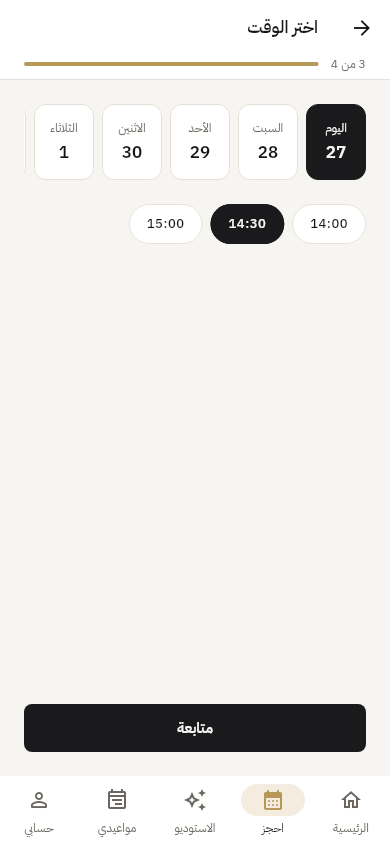 اختر الوقت
3 من 4
اليوم
27
السبت
28
الأحد
29
الاثنين
30
الثلاثاء
1
14:00
14:30
15:00
متابعة
الرئيسية
احجز
الاستوديو
مواعيدي
حسابي